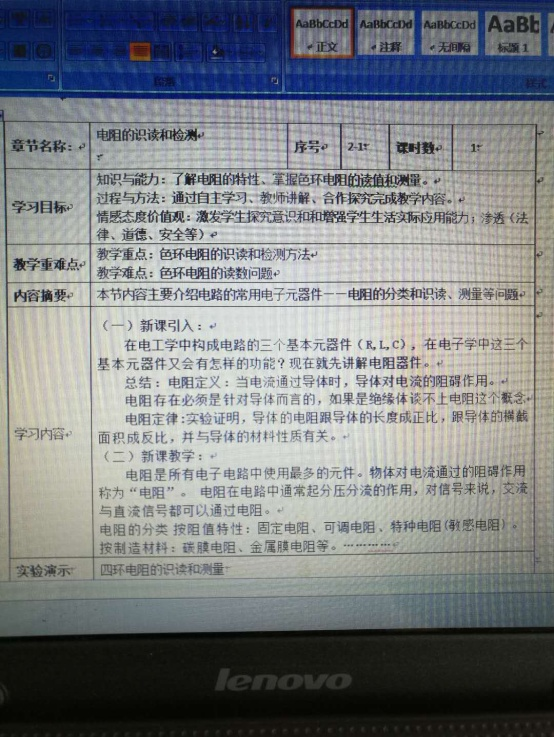 AaBbCcDd AaBbCcDd AaBbCcDd AaBb
正文 注释 无间隔 标题 1
段落
章节名称： 电阻的识读和检测 序号 2-1 课时数 1
学习目标
知识与能力：了解电阻的特性、掌握色环电阻的读值和测量。
过程与方法：通过自主学习、教师讲解、合作探究完成教学内容。
情感态度价值观：激发学生探究意识和和增强学生生活实际应用能力；渗透（法
律、道德、安全等）
教学重难点
教学重点：色环电阻的识读和检测方法
教学难点：色环电阻的读数问题
内容摘要 本节内容主要介绍电路的常用电子元器件——电阻的分类和识读、测量等问题
学习内容
（一）新课引入：
在电工学中构成电路的三个基本元器件（R,L,C），在电子学中这三个
基本元器件又会有怎样的功能？现在就先讲解电阻器件。
总结：电阻定义：当电流通过导体时，导体对电流的阻碍作用。
电阻存在必须是针对导体而言的，如果是绝缘体谈不上电阻这个概念
电阻定律:实验证明，导体的电阻跟导体的长度成正比，跟导体的横截
面积成反比，并与导体的材料性质有关。
（二）新课教学：
电阻是所有电子电路中使用最多的元件。物体对电流通过的阻碍作用
称为“电阻”。 电阻在电路中通常起分压分流的作用，对信号来说，交流
与直流信号都可以通过电阻。
电阻的分类 按阻值特性：固定电阻、可调电阻、特种电阻(敏感电阻)。
按制造材料：碳膜电阻、金属膜电阻等。…………
实验演示 四环电阻的识读和测量
lenovo